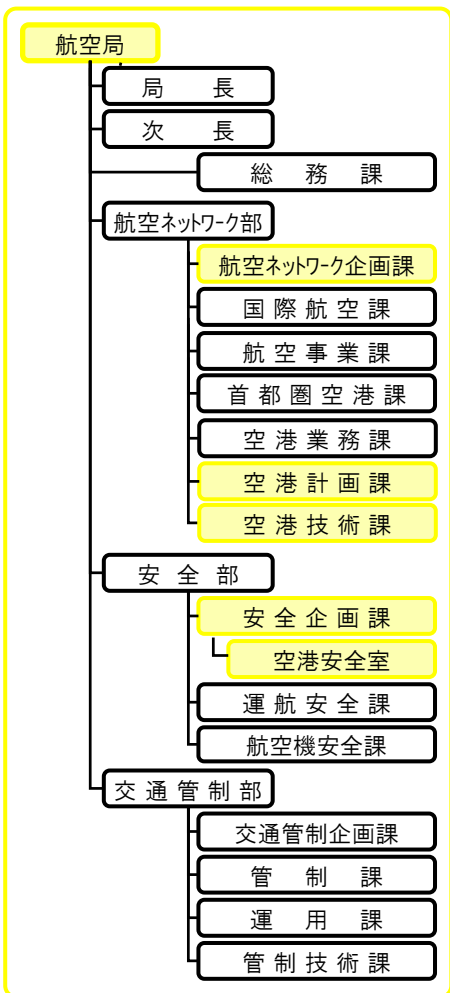 航空局
局　長
次　長
総　務　課
航空ネットワーク部
航空ネットワーク企画課
国際航空課
航空事業課
首都圏空港課
空港業務課
空港計画課
空港技術課
安全部
安全企画課
空港安全室
運航安全課
航空機安全課
交通管制部
交通管制企画課
管　制　課
運　用　課
管制技術課